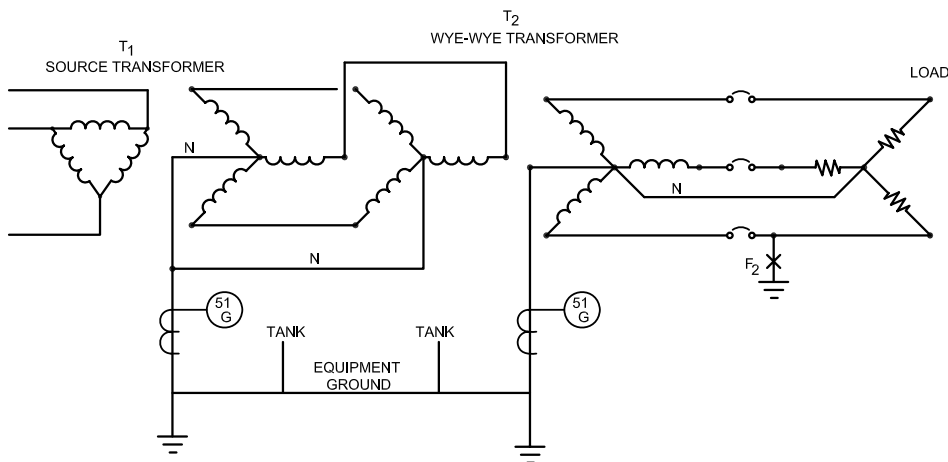 T1
SOURCE TRANSFORMER
T2
WYE-WYE TRANSFORMER
LOAD
N
N
N
F2
51
G
51
G
TANK
TANK
EQUIPMENT
GROUND